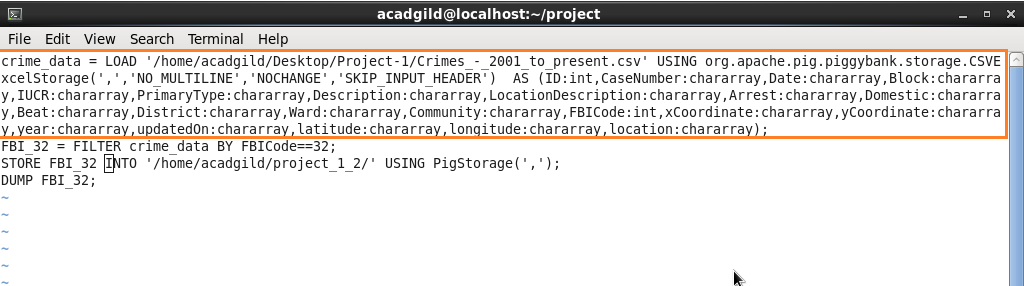 acadgild@localhost:~/project
File Edit View Search Terminal Help
crime_data = LOAD '/home/acadgild/Desktop/Project-1/Crimes_-_2001_to_present.csv' USING org.apache.pig.piggybank.storage.CSVE
xcelStorage(',','NO_MULTILINE','NOCHANGE','SKIP_INPUT_HEADER')  AS (ID:int,CaseNumber:chararray,Date:chararray,Block:chararra
y,IUCR:chararray,PrimaryType:chararray,Description:chararray,LocationDescription:chararray,Arrest:chararray,Domestic:chararra
y,Beat:chararray,District:chararray,Ward:chararray,Community:chararray,FBICode:int,xCoordinate:chararray,yCoordinate:chararra
y,year:chararray,updatedOn:chararray,latitude:chararray,longitude:chararray,location:chararray);
FBI_32 = FILTER crime_data BY FBICode==32;
STORE FBI_32 INTO '/home/acadgild/project_1_2/' USING PigStorage(',');
DUMP FBI_32;
~
~
~
~
~
~